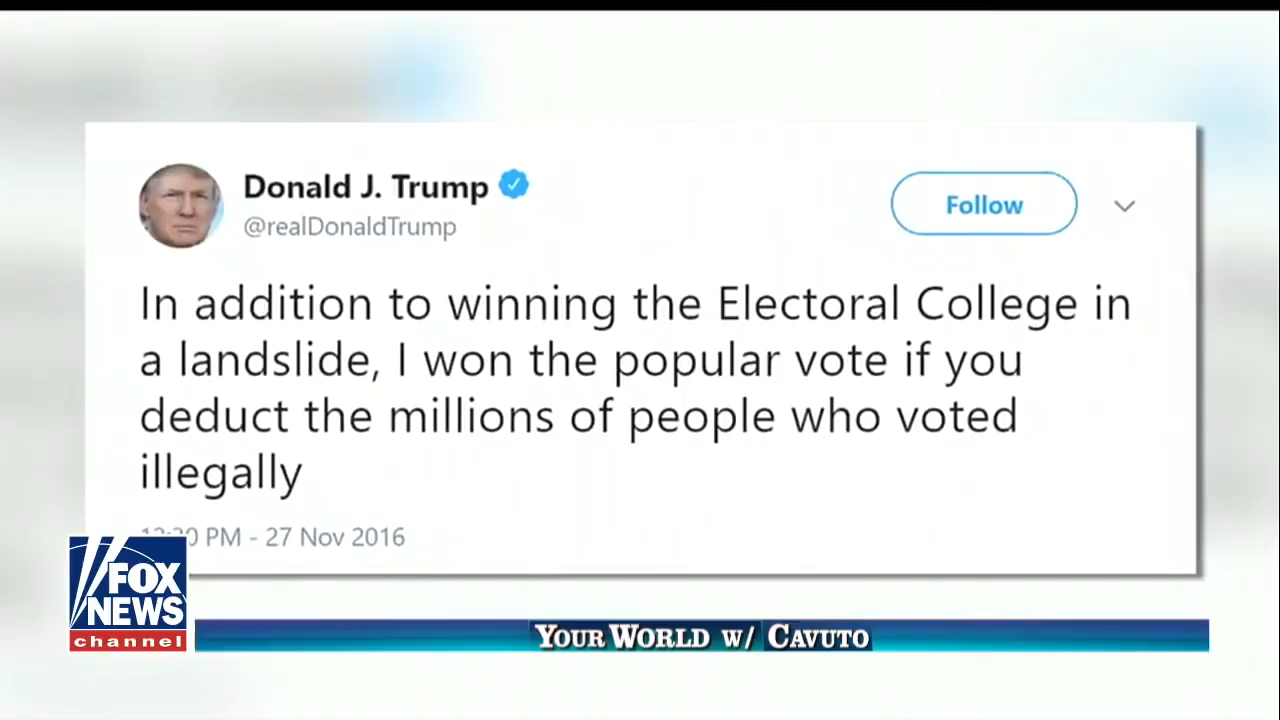 Donald J. Trump
@realDonaldTrump
Follow
In addition to winning the Electoral College in
a landslide, I won the popular vote if you
deduct the millions of people who voted
illegally
PM - 27 Nov 2016
FOX
NEWS
channel
YOUR WORLD W/ CAVUTO